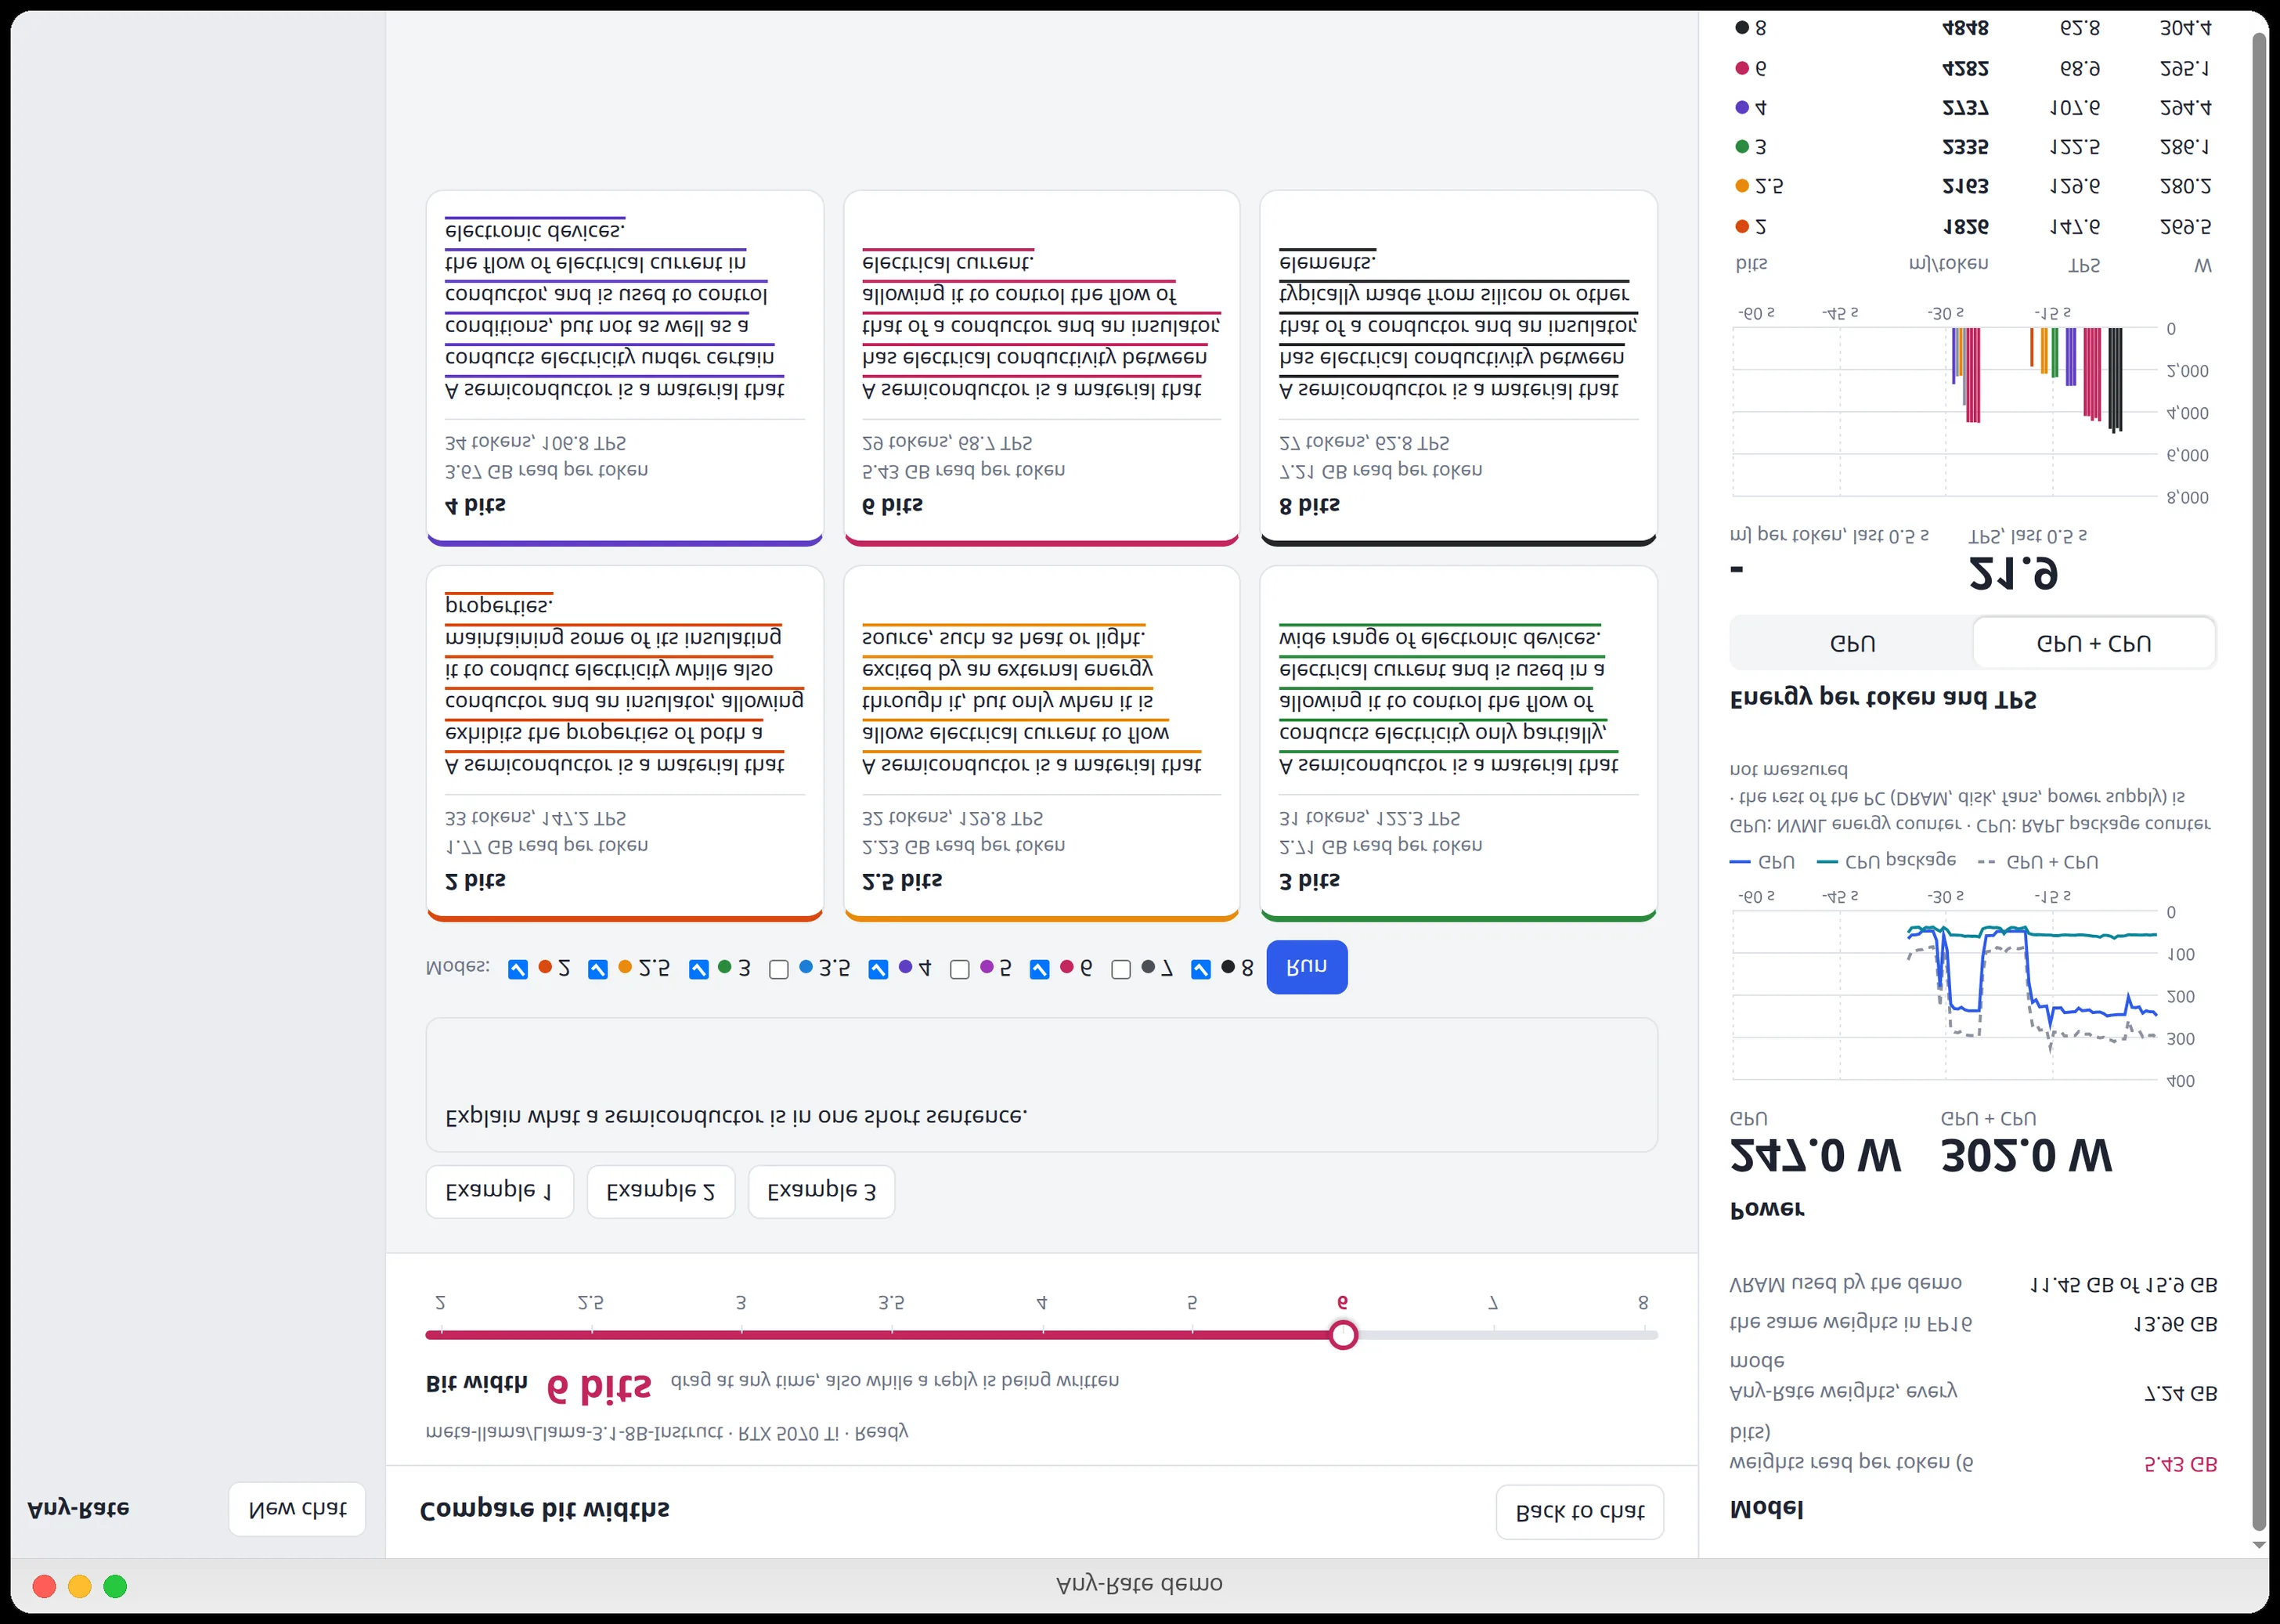 Any-Rate demo
Any-Rate
New chat
Compare bit widths
Back to chat
meta-llama/Llama-3.1-8B-Instruct · RTX 5070 Ti · Ready
Bit width 6 bits drag at any time, also while a reply is being written
2 2.5 3 3.5 4 5 6 7 8
Example 1 Example 2 Example 3
Explain what a semiconductor is in one short sentence.
Modes: 2 2.5 3 3.5 4 5 6 7 8 Run
2 bits
1.77 GB read per token
33 tokens, 147.2 TPS
A semiconductor is a material that
exhibits the properties of both a
conductor and an insulator, allowing
it to conduct electricity while also
maintaining some of its insulating
properties.
2.5 bits
2.23 GB read per token
32 tokens, 129.8 TPS
A semiconductor is a material that
allows electrical current to flow
through it, but only when it is
excited by an external energy
source, such as heat or light.
3 bits
2.71 GB read per token
31 tokens, 122.3 TPS
A semiconductor is a material that
conducts electricity only partially,
allowing it to control the flow of
electrical current and is used in a
wide range of electronic devices.
4 bits
3.67 GB read per token
34 tokens, 106.8 TPS
A semiconductor is a material that
conducts electricity under certain
conditions, but not as well as a
conductor, and is used to control
the flow of electrical current in
electronic devices.
6 bits
5.43 GB read per token
29 tokens, 68.7 TPS
A semiconductor is a material that
has electrical conductivity between
that of a conductor and an insulator,
allowing it to control the flow of
electrical current.
8 bits
7.21 GB read per token
27 tokens, 62.8 TPS
A semiconductor is a material that
has electrical conductivity between
that of a conductor and an insulator,
typically made from silicon or other
elements.
Model
weights read per token (6
bits)
5.43 GB
Any-Rate weights, every
mode
7.24 GB
the same weights in FP16 13.96 GB
VRAM used by the demo 11.45 GB of 15.9 GB
Power
247.0 W 302.0 W
GPU GPU + CPU
400
300
200
100
0
-60 s -45 s -30 s -15 s
GPU CPU package GPU + CPU
GPU: NVML energy counter · CPU: RAPL package counter
· the rest of the PC (DRAM, disk, fans, power supply) is
not measured
Energy per token and TPS
GPU GPU + CPU
- 21.9
mJ per token, last 0.5 s TPS, last 0.5 s
8,000
6,000
4,000
2,000
0
-60 s -45 s -30 s -15 s
bits mJ/token TPS W
2 1826 147.6 269.5
2.5 2163 129.6 280.2
3 2335 122.5 286.1
4 2737 107.6 294.4
6 4282 68.9 295.1
8 4848 62.8 304.4